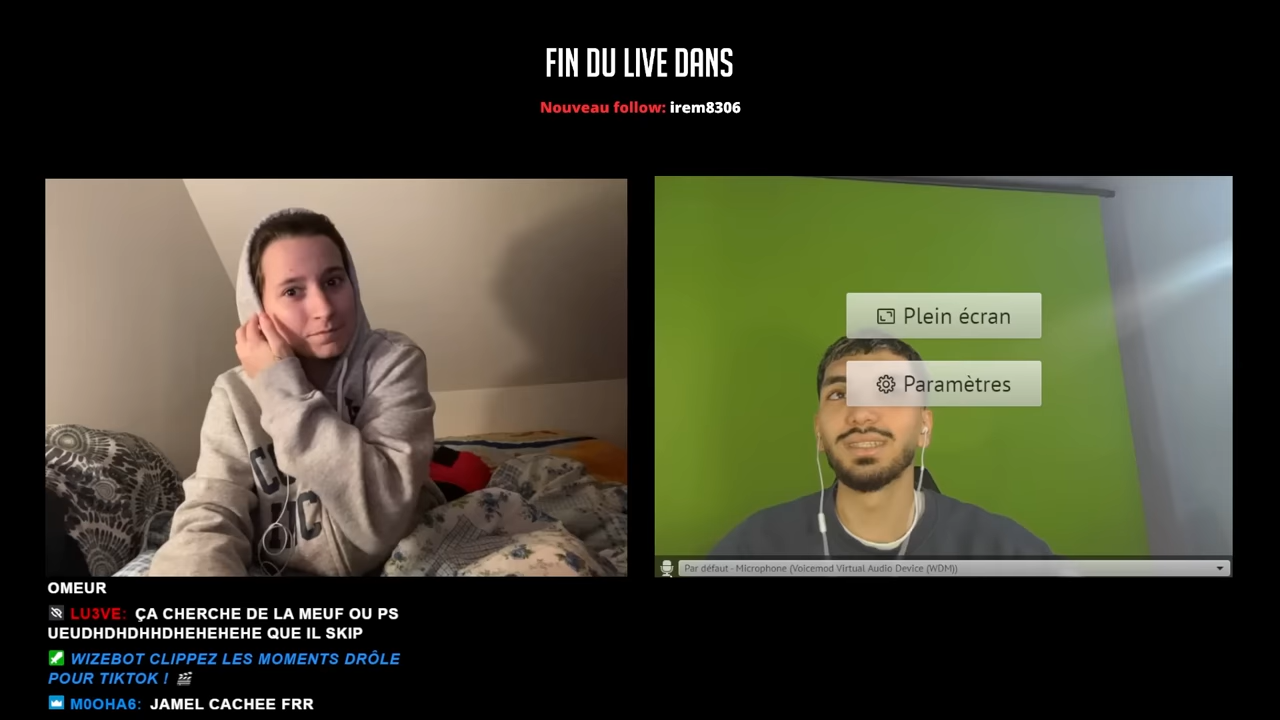 FIN DU LIVE DANS
Nouveau follow: irem8306
Plein écran
Paramètres
Par défaut - Microphone (Voicemod Virtual Audio Device (WDM))
OMEUR
LU3VE: ÇA CHERCHE DE LA MEUF OU PS
UEUDHDHDHHDHEHEHEHE QUE IL SKIP
WIZEBOT CLIPPEZ LES MOMENTS DRÔLE
POUR TIKTOK !
M0OHA6: JAMEL CACHEE FRR